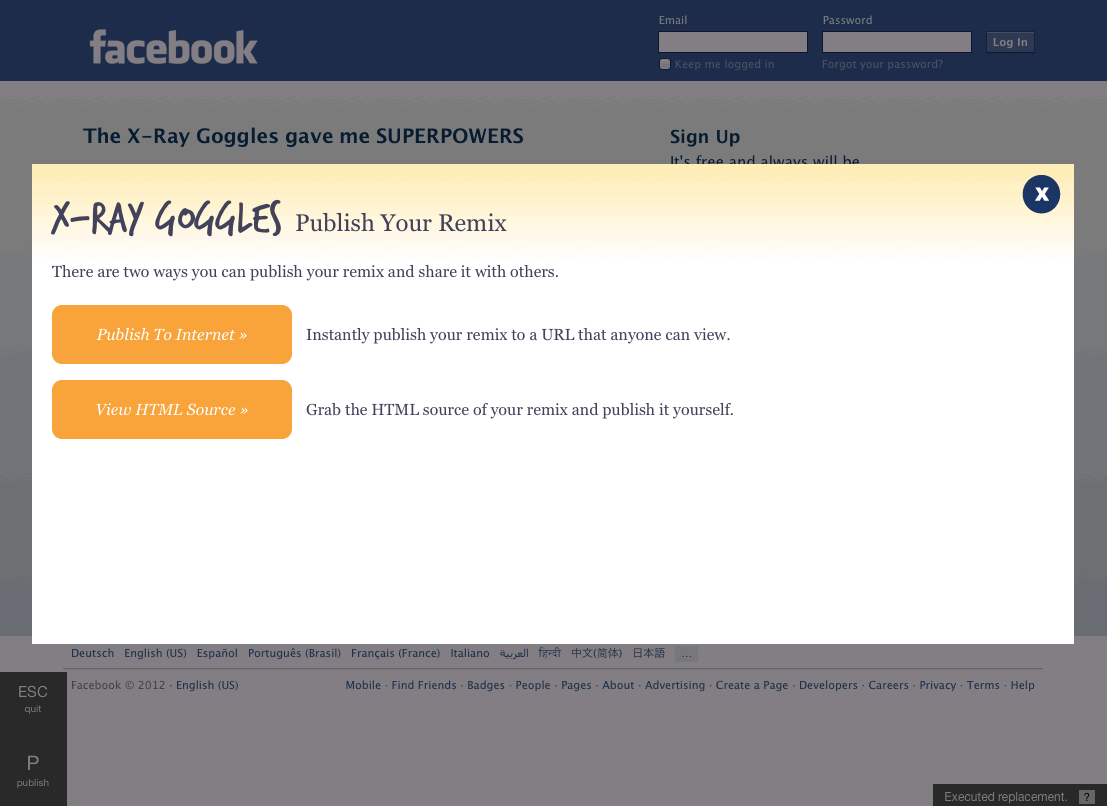 facebook
Email Password
Log In
Keep me logged in Forgot your password?
The X-Ray Goggles gave me SUPERPOWERS
Sign Up
It's free and always will be
X-RAY GOGGLES Publish Your Remix
X
There are two ways you can publish your remix and share it with others.
Publish To Internet » Instantly publish your remix to a URL that anyone can view.
View HTML Source » Grab the HTML source of your remix and publish it yourself.
Deutsch English (US) Español Português (Brasil) Français (France) Italiano العربية हिन्दी 中文(简体) 日本語 ...
Facebook © 2012 · English (US) Mobile · Find Friends · Badges · People · Pages · About · Advertising · Create a Page · Developers · Careers · Privacy · Terms · Help
ESC
quit
P
publish
Executed replacement. ?